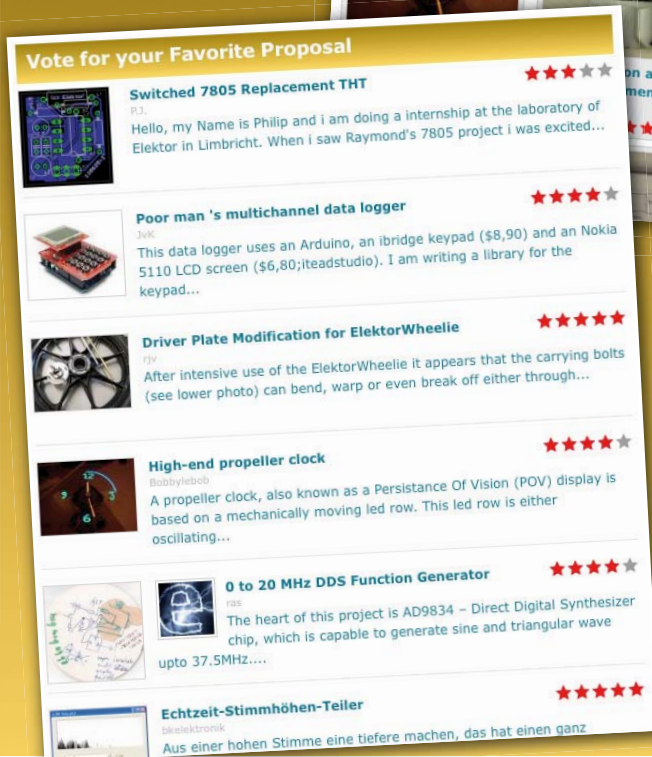 Vote for your Favorite Proposal
Switched 7805 Replacement THT
P.J.
Hello, my Name is Philip and i am doing a internship at the laboratory of
Elektor in Limbricht. When i saw Raymond's 7805 project i was excited...
Poor man 's multichannel data logger
JvK
This data logger uses an Arduino, an ibridge keypad ($8,90) and an Nokia
5110 LCD screen ($6,80;iteadstudio). I am writing a library for the
keypad...
Driver Plate Modification for ElektorWheelie
rjv
After intensive use of the ElektorWheelie it appears that the carrying bolts
(see lower photo) can bend, warp or even break off either through...
High-end propeller clock
Bobbylebob
A propeller clock, also known as a Persistance Of Vision (POV) display is
based on a mechanically moving led row. This led row is either
oscillating...
12
9 3
6
0 to 20 MHz DDS Function Generator
ras
The heart of this project is AD9834 – Direct Digital Synthesizer
chip, which is capable to generate sine and triangular wave
upto 37.5MHz....
Echtzeit-Stimmhöhen-Teiler
bkelektronik
Aus einer hohen Stimme eine tiefere machen, das hat einen ganz
on a